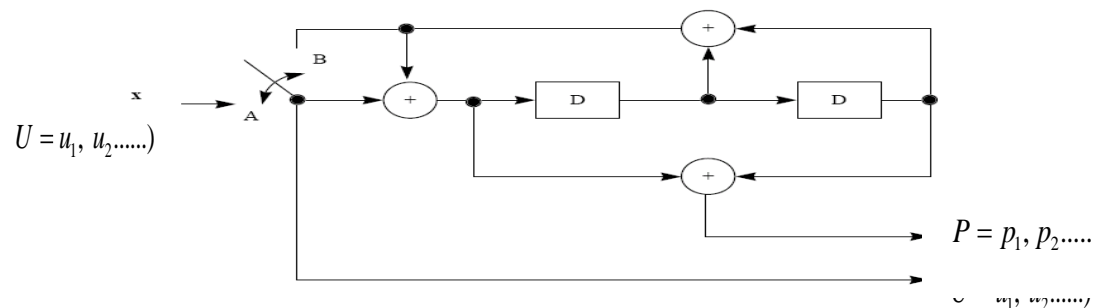 +
B
x
A
+
D
D
U = u₁, u₂......)
+
P = p₁, p₂.....